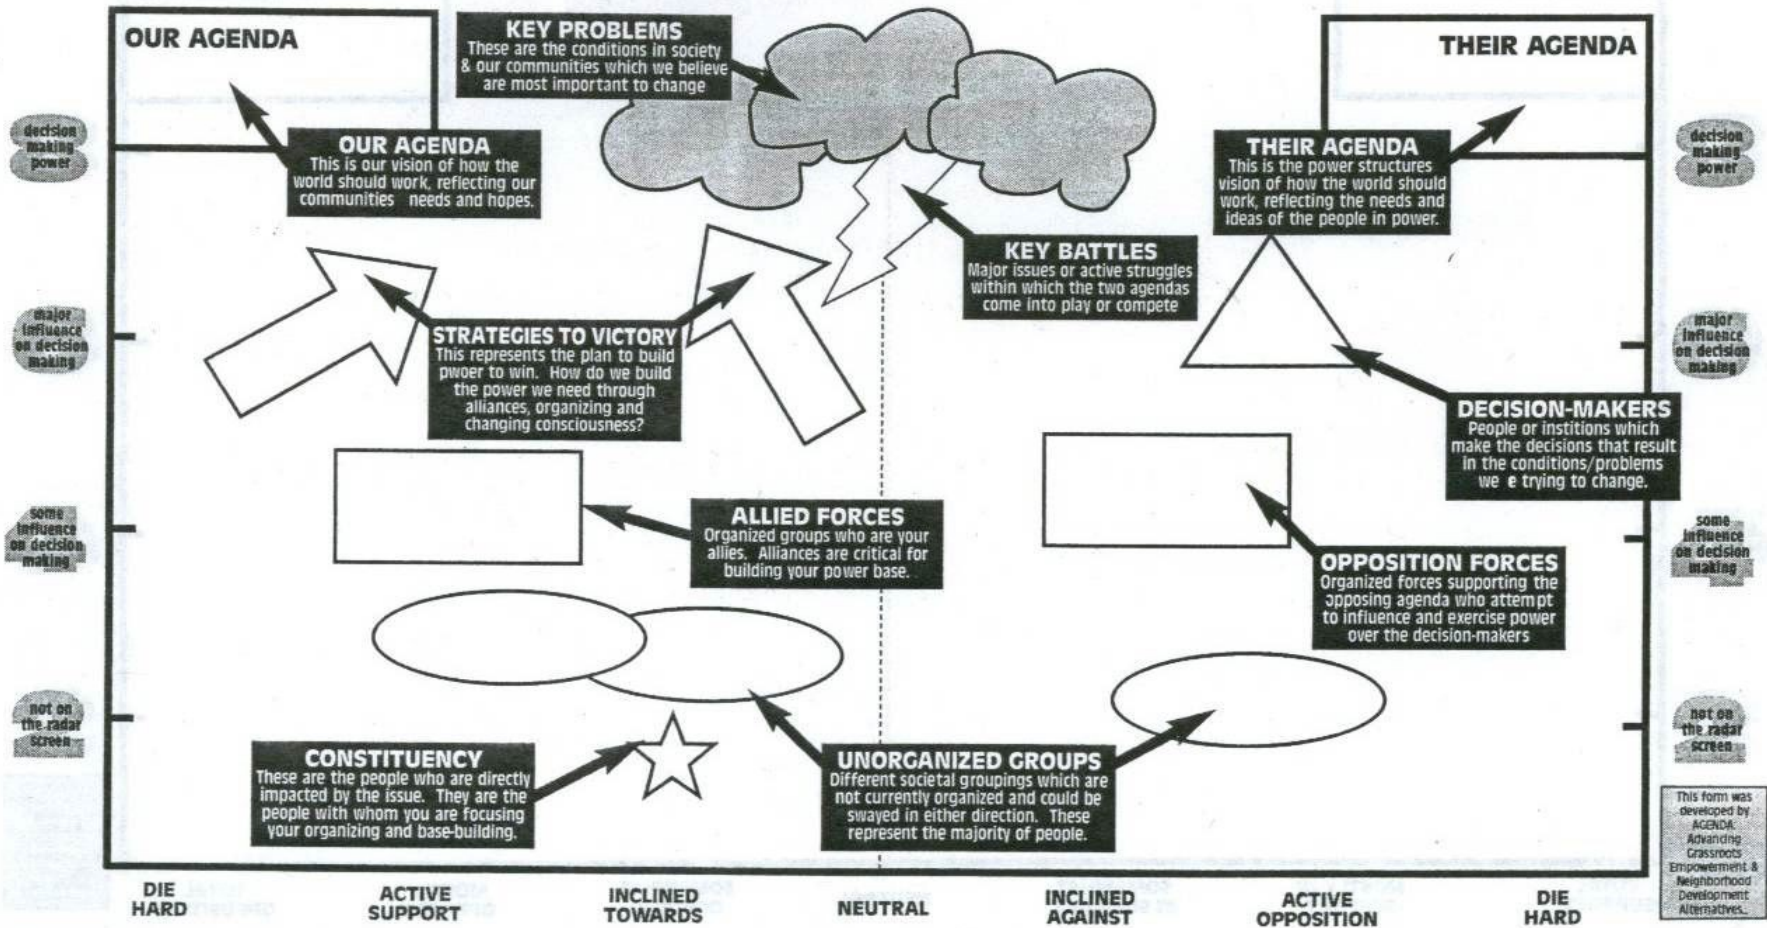 OUR AGENDA
KEY PROBLEMS
These are the conditions in society
& our communities which we believe
are most important to change
THEIR AGENDA
decision
making
power
OUR AGENDA
This is our vision of how the
world should work, reflecting our
communities needs and hopes.
THEIR AGENDA
This is the power structures
vision of how the world should
work, reflecting the needs and
ideas of the people in power.
decision
making
power
KEY BATTLES
Major issues or active struggles
within which the two agendas
come into play or compete
major
influence
on decision
making
STRATEGIES TO VICTORY
This represents the plan to build
pwoer to win. How do we build
the power we need through
alliances, organizing and
changing consciousness?
major
influence
on decision
making
DECISION-MAKERS
People or institions which
make the decisions that result
in the conditions/problems
we e trying to change.
some
influence
on decision
making
ALLIED FORCES
Organized groups who are your
allies. Alliances are critical for
building your power base.
OPPOSITION FORCES
Organized forces supporting the
opposing agenda who attempt
to influence and exercise power
over the decision-makers
some
influence
on decision
making
not on
the radar
screen
CONSTITUENCY
These are the people who are directly
impacted by the issue. They are the
people with whom you are focusing
your organizing and base-building.
UNORGANIZED GROUPS
Different societal groupings which are
not currently organized and could be
swayed in either direction. These
represent the majority of people.
not on
the radar
screen
This form was
developed by
AGENDA:
Advancing
Grassroots
Empowerment &
Neighborhood
Development
Alternatives.
DIE
HARD
ACTIVE
SUPPORT
INCLINED
TOWARDS
NEUTRAL
INCLINED
AGAINST
ACTIVE
OPPOSITION
DIE
HARD